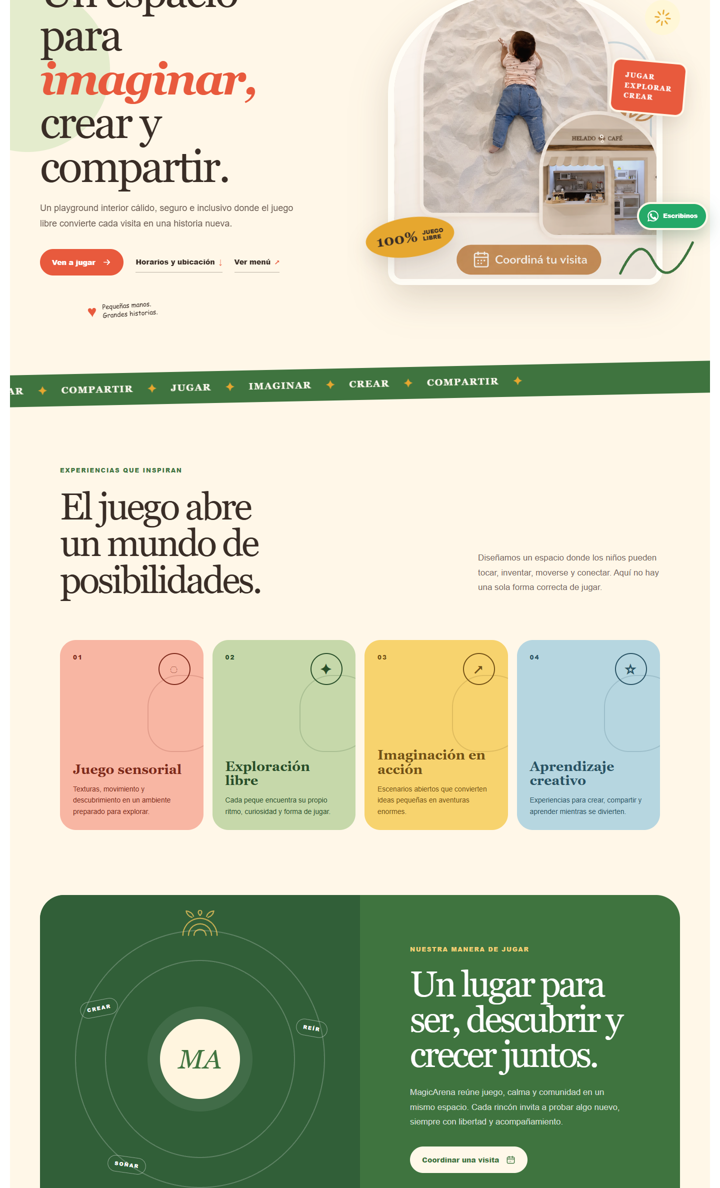 Un espacio
para
imaginar,
crear y
compartir.
Un playground interior cálido, seguro e inclusivo donde el juego
libre convierte cada visita en una historia nueva.
Ven a jugar →
Horarios y ubicación ↓
Ver menú ↗
Pequeñas manos.
Grandes historias.
JUGAR
EXPLORAR
CREAR
HELADO CAFÉ
Escribinos
100% JUEGO
LIBRE
Coordiná tu visita
AR ✦ COMPARTIR ✦ JUGAR ✦ IMAGINAR ✦ CREAR ✦ COMPARTIR ✦
EXPERIENCIAS QUE INSPIRAN
El juego abre
un mundo de
posibilidades.
Diseñamos un espacio donde los niños pueden
tocar, inventar, moverse y conectar. Aquí no hay
una sola forma correcta de jugar.
01
Juego sensorial
Texturas, movimiento y
descubrimiento en un ambiente
preparado para explorar.
02
Exploración
libre
Cada peque encuentra su propio
ritmo, curiosidad y forma de jugar.
03
Imaginación en
acción
Escenarios abiertos que convierten
ideas pequeñas en aventuras
enormes.
04
Aprendizaje
creativo
Experiencias para crear, compartir y
aprender mientras se divierten.
CREAR
REÍR
MA
SOÑAR
NUESTRA MANERA DE JUGAR
Un lugar para
ser, descubrir y
crecer juntos.
MagicArena reúne juego, calma y comunidad en un
mismo espacio. Cada rincón invita a probar algo nuevo,
siempre con libertad y acompañamiento.
Coordinar una visita